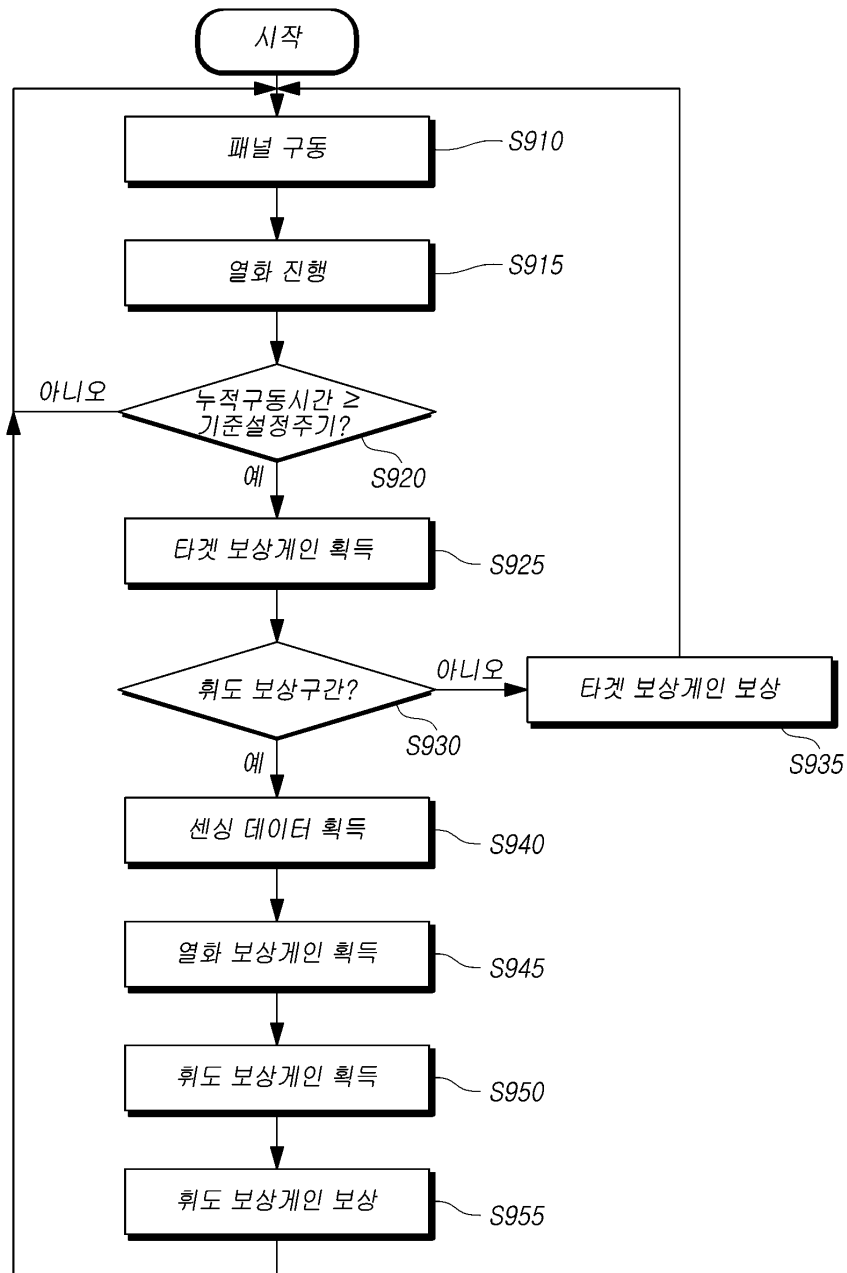 시작
패널 구동
S910
열화 진행
S915
아니오
누적구동시간 ≥
기준설정주기?
S920
예
타겟 보상게인 획득
S925
휘도 보상구간?
S930
아니오
타겟 보상게인 보상
S935
예
센싱 데이터 획득
S940
열화 보상게인 획득
S945
휘도 보상게인 획득
S950
휘도 보상게인 보상
S955